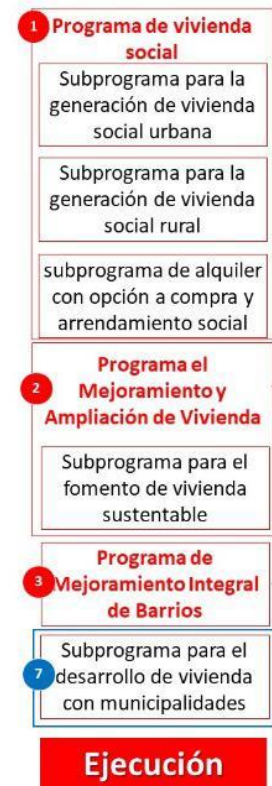 1 Programa de vivienda
social
Subprograma para la
generación de vivienda
social urbana
Subprograma para la
generación de vivienda
social rural
subprograma de alquiler
con opción a compra y
arrendamiento social
Programa el
2 Mejoramiento y
Ampliación de Vivienda
Subprograma para el
fomento de vivienda
sustentable
Programa de
3 Mejoramiento Integral
de Barrios
Subprograma para el
7 desarrollo de vivienda
con municipalidades
Ejecución